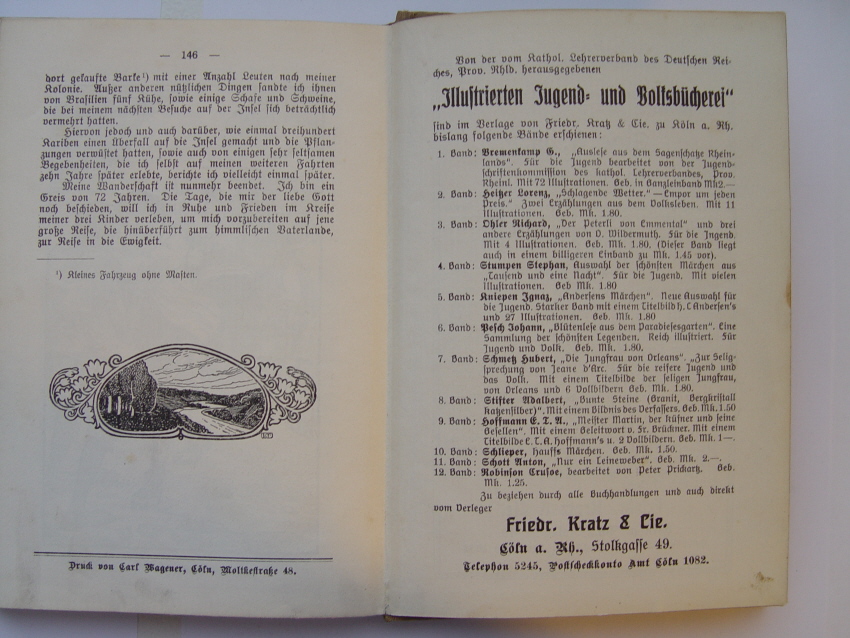 — 146 —
dort gekaufte Barke¹) mit einer Anzahl Leuten nach meiner
Kolonie. Außer anderen nützlichen Dingen sandte ich ihnen
von Brasilien fünf Kühe, sowie einige Schafe und Schweine,
die bei meinem nächsten Besuche auf der Insel sich beträchtlich
vermehrt hatten.
Hiervon jedoch und auch darüber, wie einmal dreihundert
Kariben einen Überfall auf die Insel gemacht und die Pflan-
zungen verwüstet hatten, sowie auch von einigen sehr seltsamen
Begebenheiten, die ich selbst auf meinen weiteren Fahrten
zehn Jahre später erlebte, berichte ich vielleicht einmal später.
Meine Wanderschaft ist nunmehr beendet. Ich bin ein
Greis von 72 Jahren. Die Tage, die mir der liebe Gott
noch beschieden, will ich in Ruhe und Frieden im Kreise
meiner drei Kinder verleben, um mich vorzubereiten auf jene
große Reise, die hinüberführt zum himmlischen Vaterlande,
zur Reise in die Ewigkeit.
¹) Kleines Fahrzeug ohne Masten.
Druck von Carl Wagener, Cöln, Moltkestraße 48.
Von der vom Kathol. Lehrerverband des Deutschen Rei-
ches, Prov. Rhld. herausgegebenen
„Illustrierten Jugend- und Volksbücherei"
sind im Verlage von Friedr. Kratz & Cie. zu Köln a. Rh.
bislang folgende Bände erschienen:
1. Band: Bremenkamp G., „Auslese aus dem Sagenschatze Rhein-
lands". Für die Jugend bearbeitet von der Jugend-
schriftenkommission des kathol. Lehrerverbandes, Prov.
Rheinl. Mit 72 Illustrationen. Geb. in Ganzleinband Mk2.—
2. Band: Heitzer Lorenz, „Schlagende Wetter." — Empor um jeden
Preis." Zwei Erzählungen aus dem Volksleben. Mit 11
Illustrationen. Geb. Mk. 1.80.
3. Band: Ohler Richard, „Der Peterli von Emmental" und drei
andre Erzählungen von O. Wildermuth. Für die Jugend.
Mit 4 Illustrationen. Geb. Mk. 1.80. (Dieser Band liegt
auch in einem billigeren Einband zu Mk. 1.45 vor).
4. Band: Stumpen Stephan, Auswahl der schönsten Märchen aus
„Tausend und eine Nacht". Für die Jugend. Mit vielen
Illustrationen. Geb Mk. 1.80
5. Band: Kniepen Ignaz, „Andersens Märchen". Neue Auswahl für
die Jugend. Starker Band mit einem Titelbild h. C Andersen's
und 27 Illustrationen. Geb. Mk. 1.80
6. Band: Pesch Johann, „Blütenlese aus dem Paradiesesgarten". Eine
Sammlung der schönsten Legenden. Reich illustriert. Für
Jugend und Volk. Geb. Mk. 1.80.
7. Band: Schmetz Hubert, „Die Jungfrau von Orleans". „Zur Selig-
sprechung von Jeane d'Arc. Für die reifere Jugend und
das Volk. Mit einem Titelbilde der seligen Jungfrau,
von Orleans und 6 Vollbildern Geb. Mk. 1.80.
8. Band: Stifter Adalbert, „Bunte Steine (Granit, Bergkristall
Katzensilber)". Mit einem Bildnis des Verfassers. Geb. Mk. 1.50
9. Band: Hoffmann E. T. A., „Meister Martin, der Küfner und seine
Gesellen". Mit einem Geleitwort v. Fr. Brückner. Mit einem
Titelbilde E. T. A. Hoffmann's u. 2 Vollbildern. Geb. Mk. 1—.
10. Band: Schlieper, Hauffs Märchen. Geb. Mk. 1.50.
11. Band: Schott Anton, „Nur ein Leineweber". Geb. Mk. 2.—.
12. Band: Robinson Crusoe, bearbeitet von Peter Prickartz. Geb.
Mk. 1.25.
Zu beziehen durch alle Buchhandlungen und auch direkt
vom Verleger
Friedr. Kratz & Cie.
Cöln a. Rh., Stolkgasse 49.
Telephon 5245, Postscheckkonto Amt Cöln 1082.